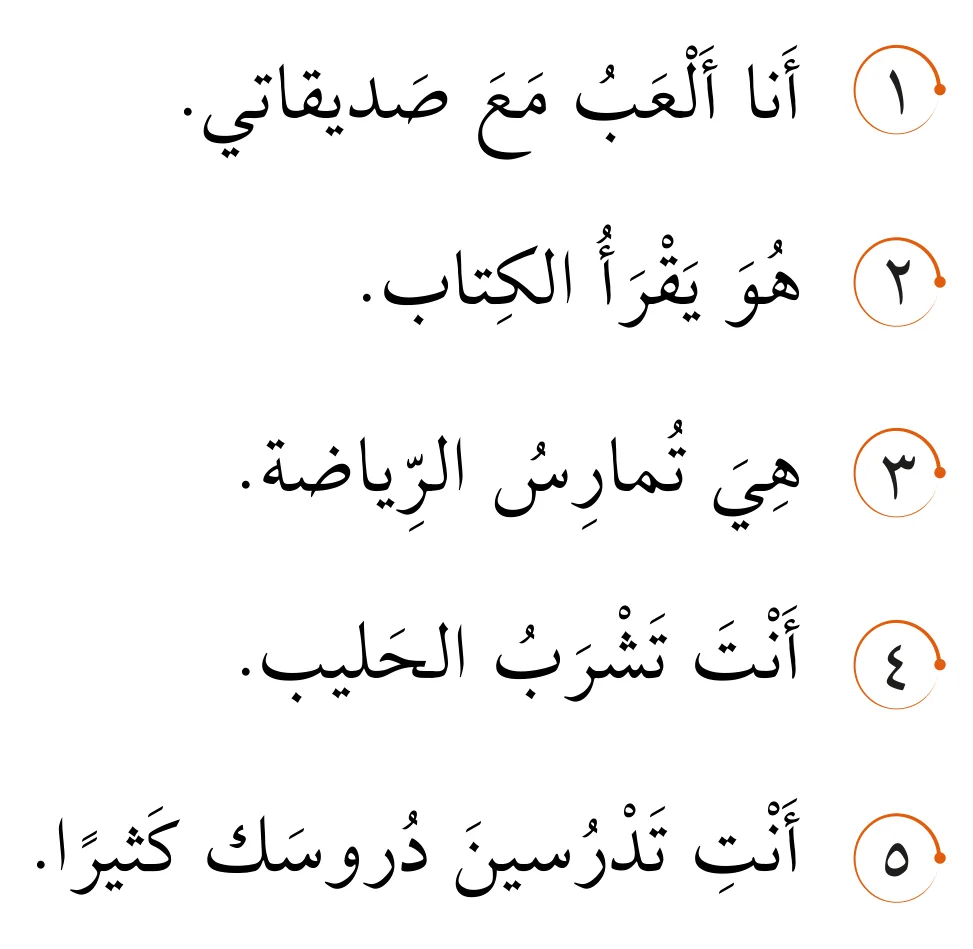 ١ أَنا أَلْعَبُ مَعَ صَديقاتي.
٢ هُوَ يَقْرَأُ الكِتاب.
٣ هِيَ تُمارِسُ الرِّياضة.
٤ أَنْتَ تَشْرَبُ الحَليب.
٥ أَنْتِ تَدْرُسينَ دُروسَك كَثيرًا.